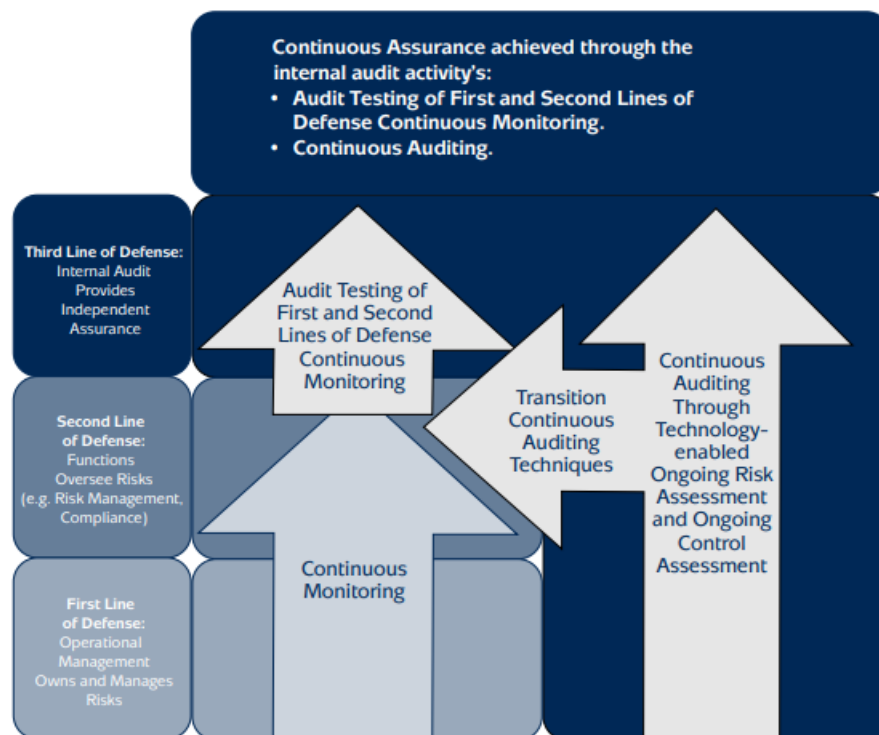 Continuous Assurance achieved through the
internal audit activity's:
• Audit Testing of First and Second Lines of
Defense Continuous Monitoring.
• Continuous Auditing.
Third Line of Defense:
Internal Audit
Provides
Independent
Assurance
Audit Testing of
First and Second
Lines of Defense
Continuous
Monitoring
Second Line
of Defense:
Functions
Oversee Risks
(e.g. Risk Management,
Compliance)
Transition
Continuous
Auditing
Techniques
Continuous
Auditing
Through
Technology-
enabled
Ongoing Risk
Assessment
and Ongoing
Control
Assessment
First Line
of Defense:
Operational
Management
Owns and Manages
Risks
Continuous
Monitoring